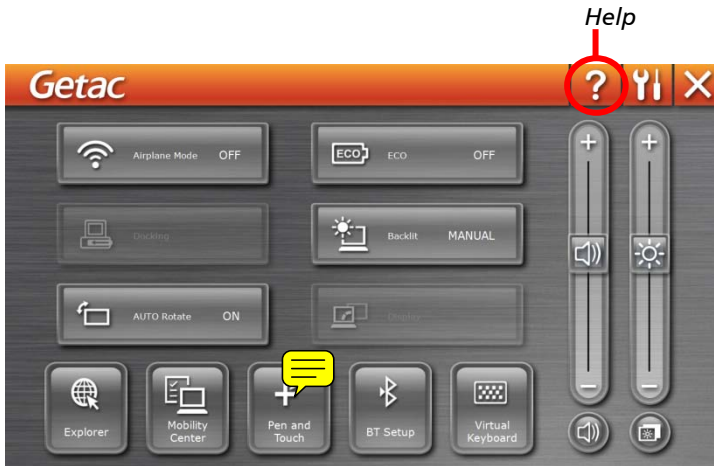 Help
Getac
?
Airplane Mode OFF
ECO ECO OFF
Docking
Backlit MANUAL
AUTO Rotate ON
Display
Explorer
Mobility
Center
Pen and
Touch
BT Setup
Virtual
Keyboard